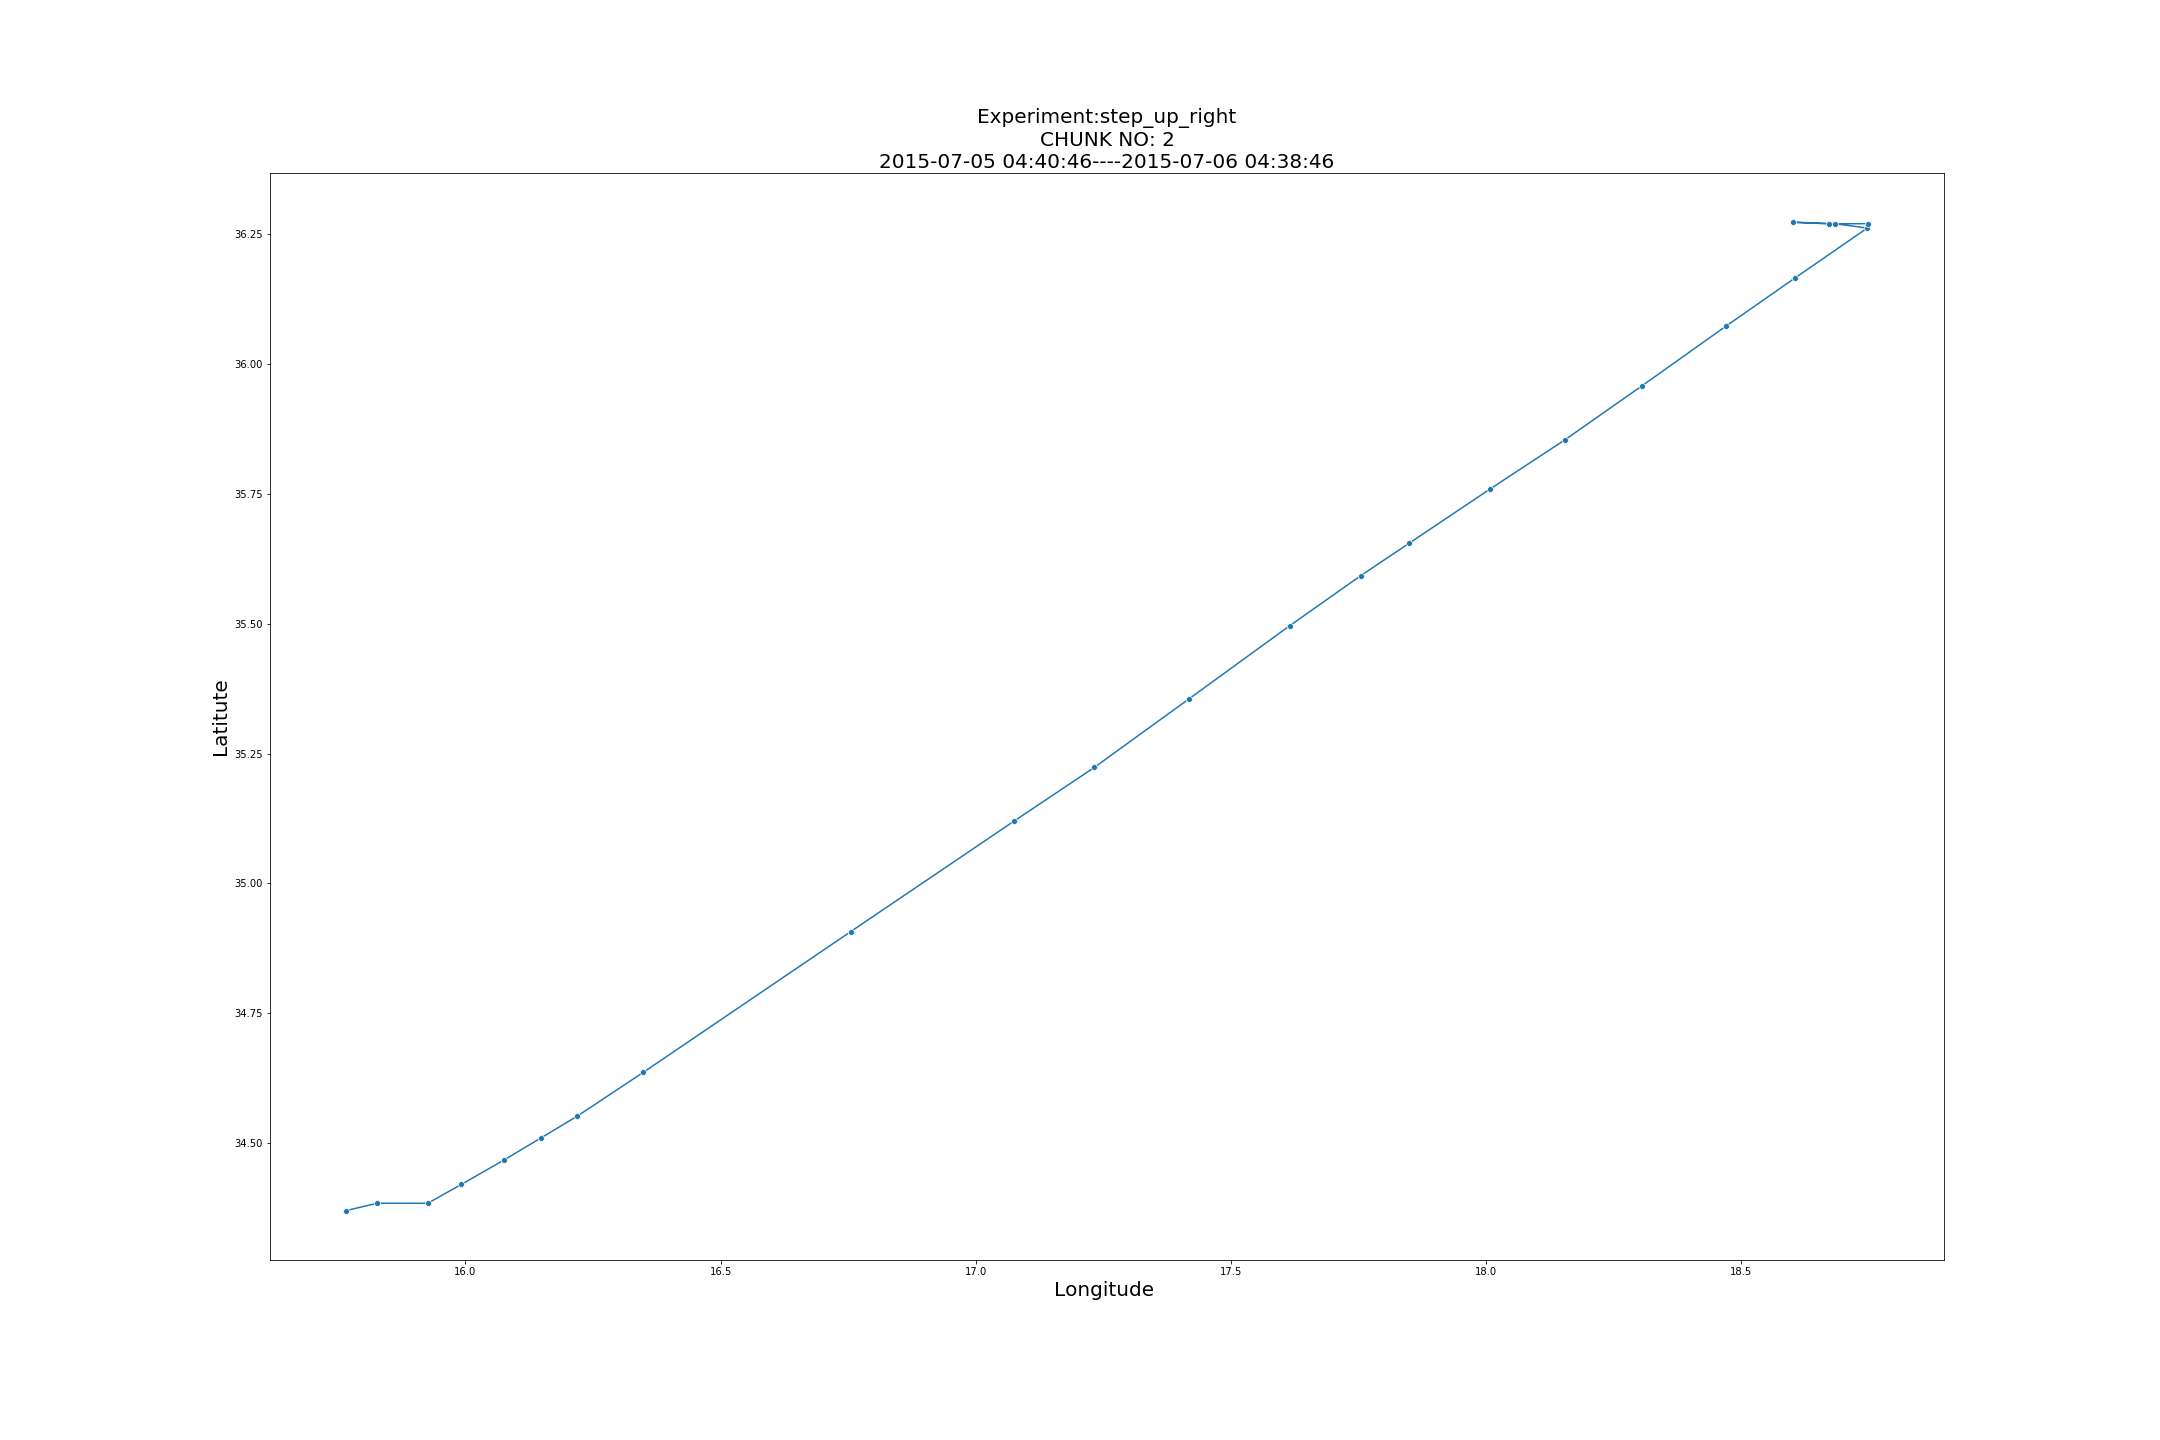 Experiment:step_up_right
CHUNK NO: 2
2015-07-05 04:40:46----2015-07-06 04:38:46
36.25
36.00
35.75
35.50
35.25
35.00
34.75
34.50
Latitute
16.0
16.5
17.0
17.5
18.0
18.5
Longitude